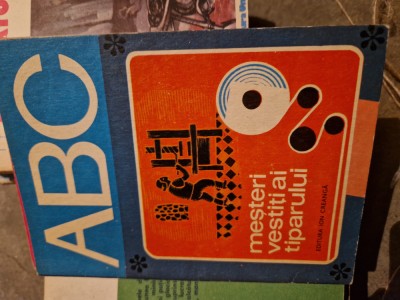 ABC
meșteri
vestiți ai
tiparului
EDITURA ION CREANGĂ